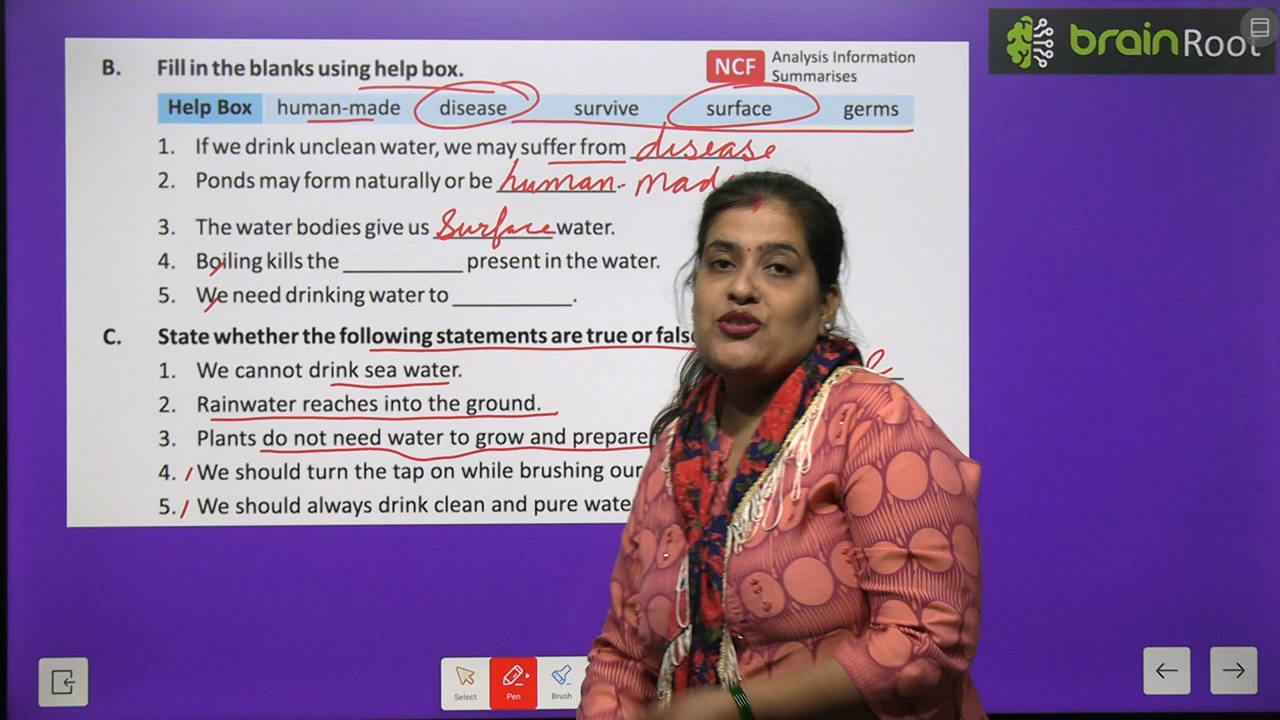 brainRoot
B. Fill in the blanks using help box.
NCF Analysis Information Summarises
Help Box human-made disease survive surface germs
1. If we drink unclean water, we may suffer from disease
2. Ponds may form naturally or be human-made
3. The water bodies give us Surface water.
4. Boiling kills the ____________ present in the water.
5. We need drinking water to ____________.
C. State whether the following statements are true or false
1. We cannot drink sea water.
2. Rainwater reaches into the ground.
3. Plants do not need water to grow and prepare
4. We should turn the tap on while brushing our
5. We should always drink clean and pure wate
Select Pen Brush